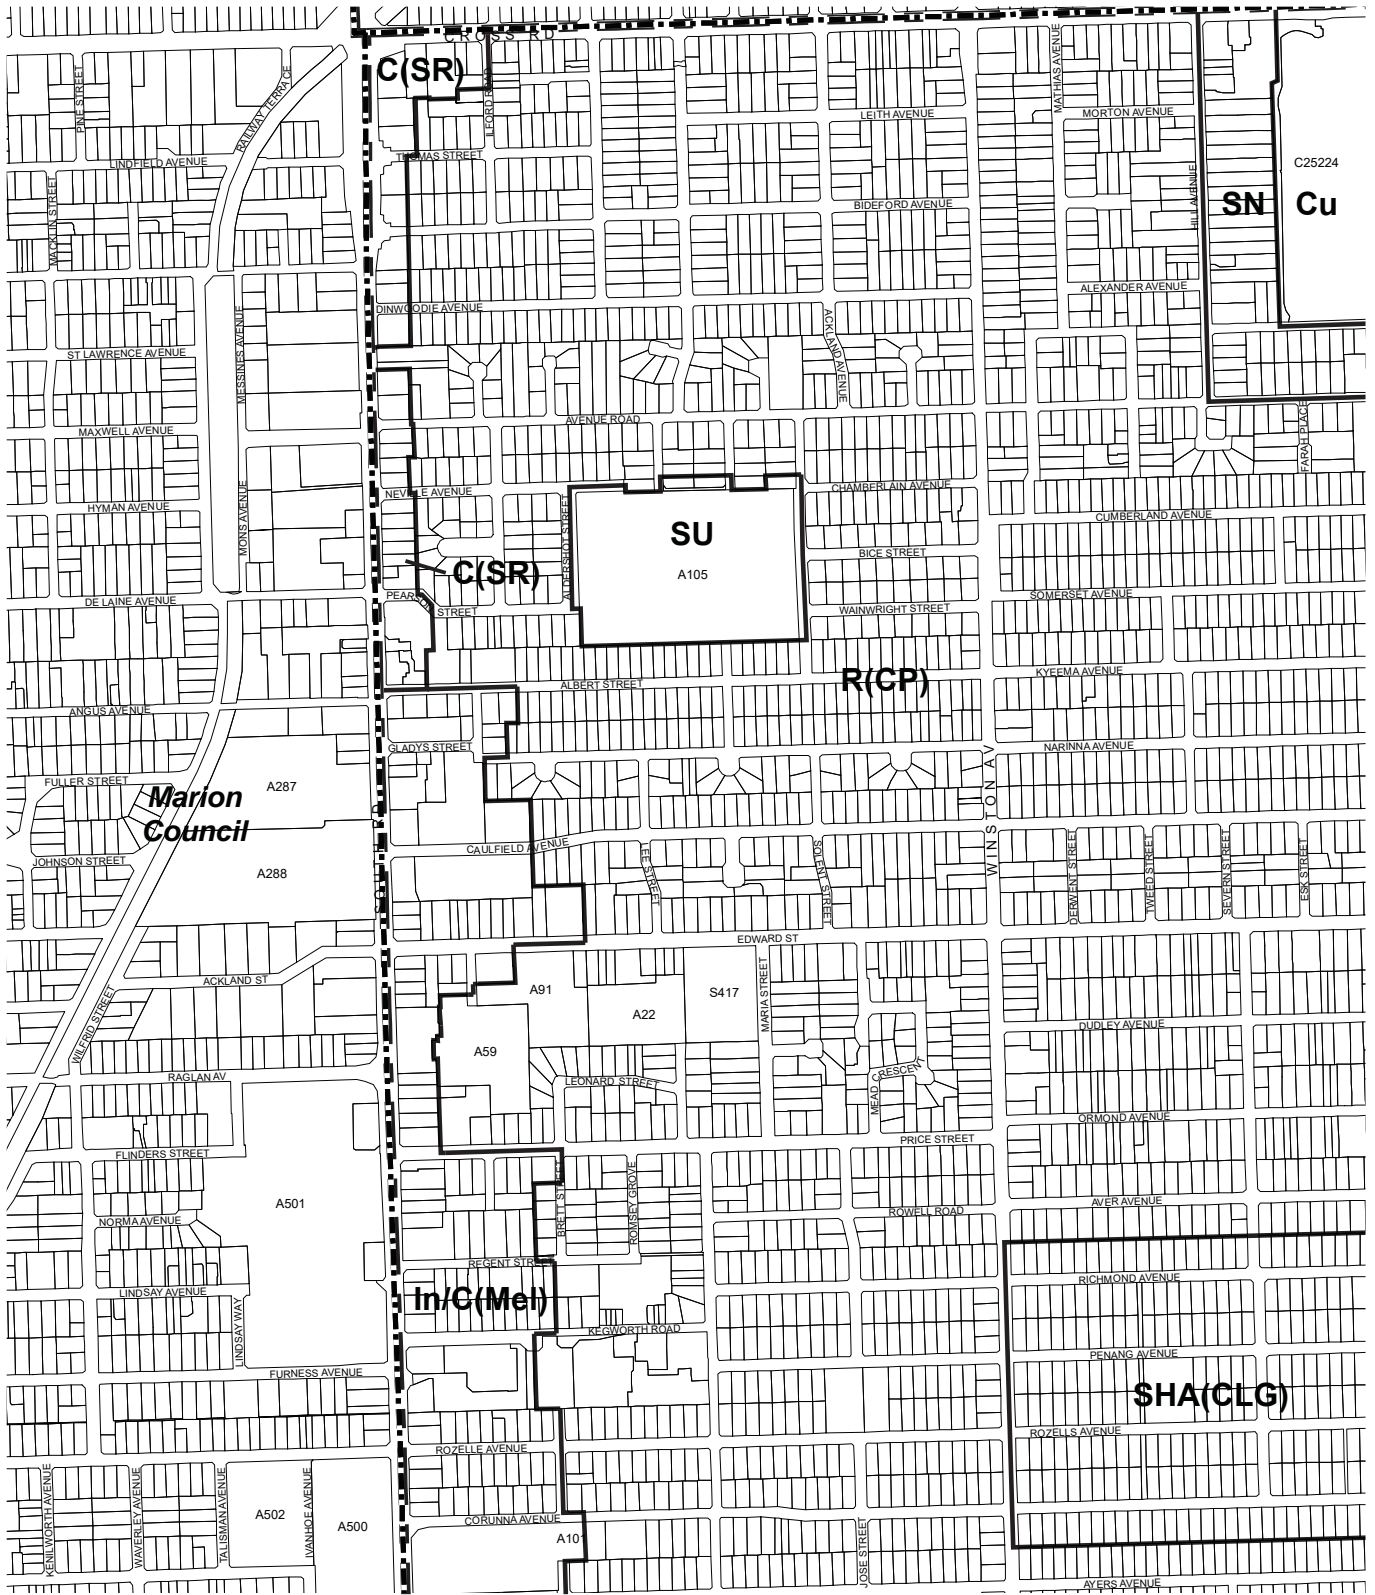 CROSS RD
C(SR)
PINE STREET
RAILWAY TERRACE
ILFORD ROAD
MATHIAS AVENUE
LEITH AVENUE
MORTON AVENUE
LINDFIELD AVENUE
THOMAS STREET
C25224
MACKLIN STREET
BIDEFORD AVENUE
HILL AVENUE
SN
Cu
DINWOODIE AVENUE
ALEXANDER AVENUE
ACKLAND AVENUE
ST LAWRENCE AVENUE
MESSINES AVENUE
AVENUE ROAD
MAXWELL AVENUE
FARAH PLACE
NEVILLE AVENUE
CHAMBERLAIN AVENUE
HYMAN AVENUE
MONS AVENUE
ALDERSHOT STREET
CUMBERLAND AVENUE
SU
BICE STREET
C(SR)
A105
DE LAINE AVENUE
PEARSON STREET
WAINWRIGHT STREET
SOMERSET AVENUE
ALBERT STREET
R(CP)
KYEEMA AVENUE
ANGUS AVENUE
GLADYS STREET
NARINNA AVENUE
FULLER STREET
A287
Marion
Council
WINSTON AV
SOUTH RD
JOHNSON STREET
CAULFIELD AVENUE
LEE STREET
SOLENT STREET
DERWENT STREET
TWEED STREET
SEVERN STREET
ESK STREET
A288
EDWARD ST
ACKLAND ST
A91
S417
A22
MARIA STREET
WILFRID STREET
DUDLEY AVENUE
A59
RAGLAN AV
LEONARD STREET
MEAD CRESCENT
ORMOND AVENUE
FLINDERS STREET
PRICE STREET
A501
BRETT STREET
ROMSEY GROVE
AVER AVENUE
NORMA AVENUE
ROWELL ROAD
REGENT STREET
RICHMOND AVENUE
LINDSAY AVENUE
In/C(Mel)
LINDSAY WAY
KEGWORTH ROAD
PENANG AVENUE
FURNESS AVENUE
SHA(CLG)
ROZELLE AVENUE
ROZELLS AVENUE
KENILWORTH AVENUE
WAVERLEY AVENUE
TALISMAN AVENUE
A502
IVANHOE AVENUE
A500
CORUNNA AVENUE
A101
JOSE STREET
AYERS AVENUE